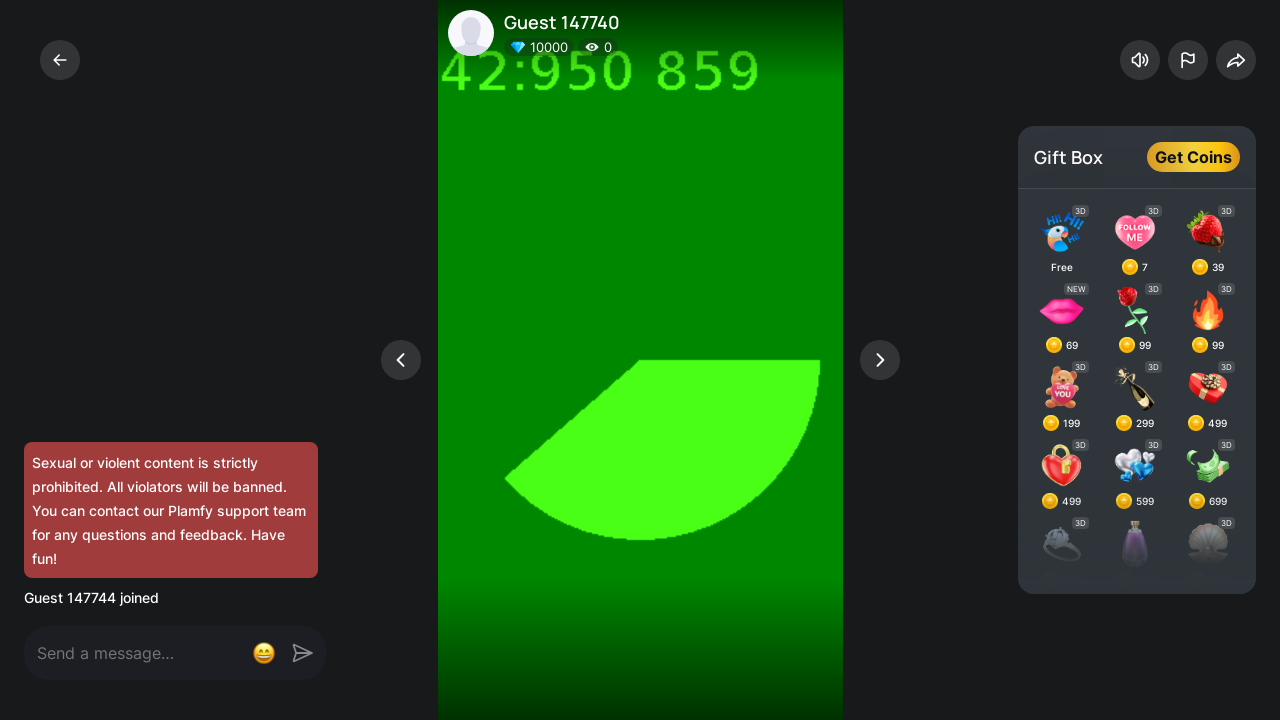 Guest 147740
10000 0
42:950 859
Gift Box
Get Coins
3D 3D 3D
HI! HI! HI! HI!
FOLLOW
ME
Free 7 39
NEW 3D 3D
69 99 99
3D 3D 3D
LOVE
YOU
199 299 499
3D 3D 3D
499 599 699
3D 3D
Sexual or violent content is strictly
prohibited. All violators will be banned.
You can contact our Plamfy support team
for any questions and feedback. Have
fun!
Guest 147744 joined
Send a message...